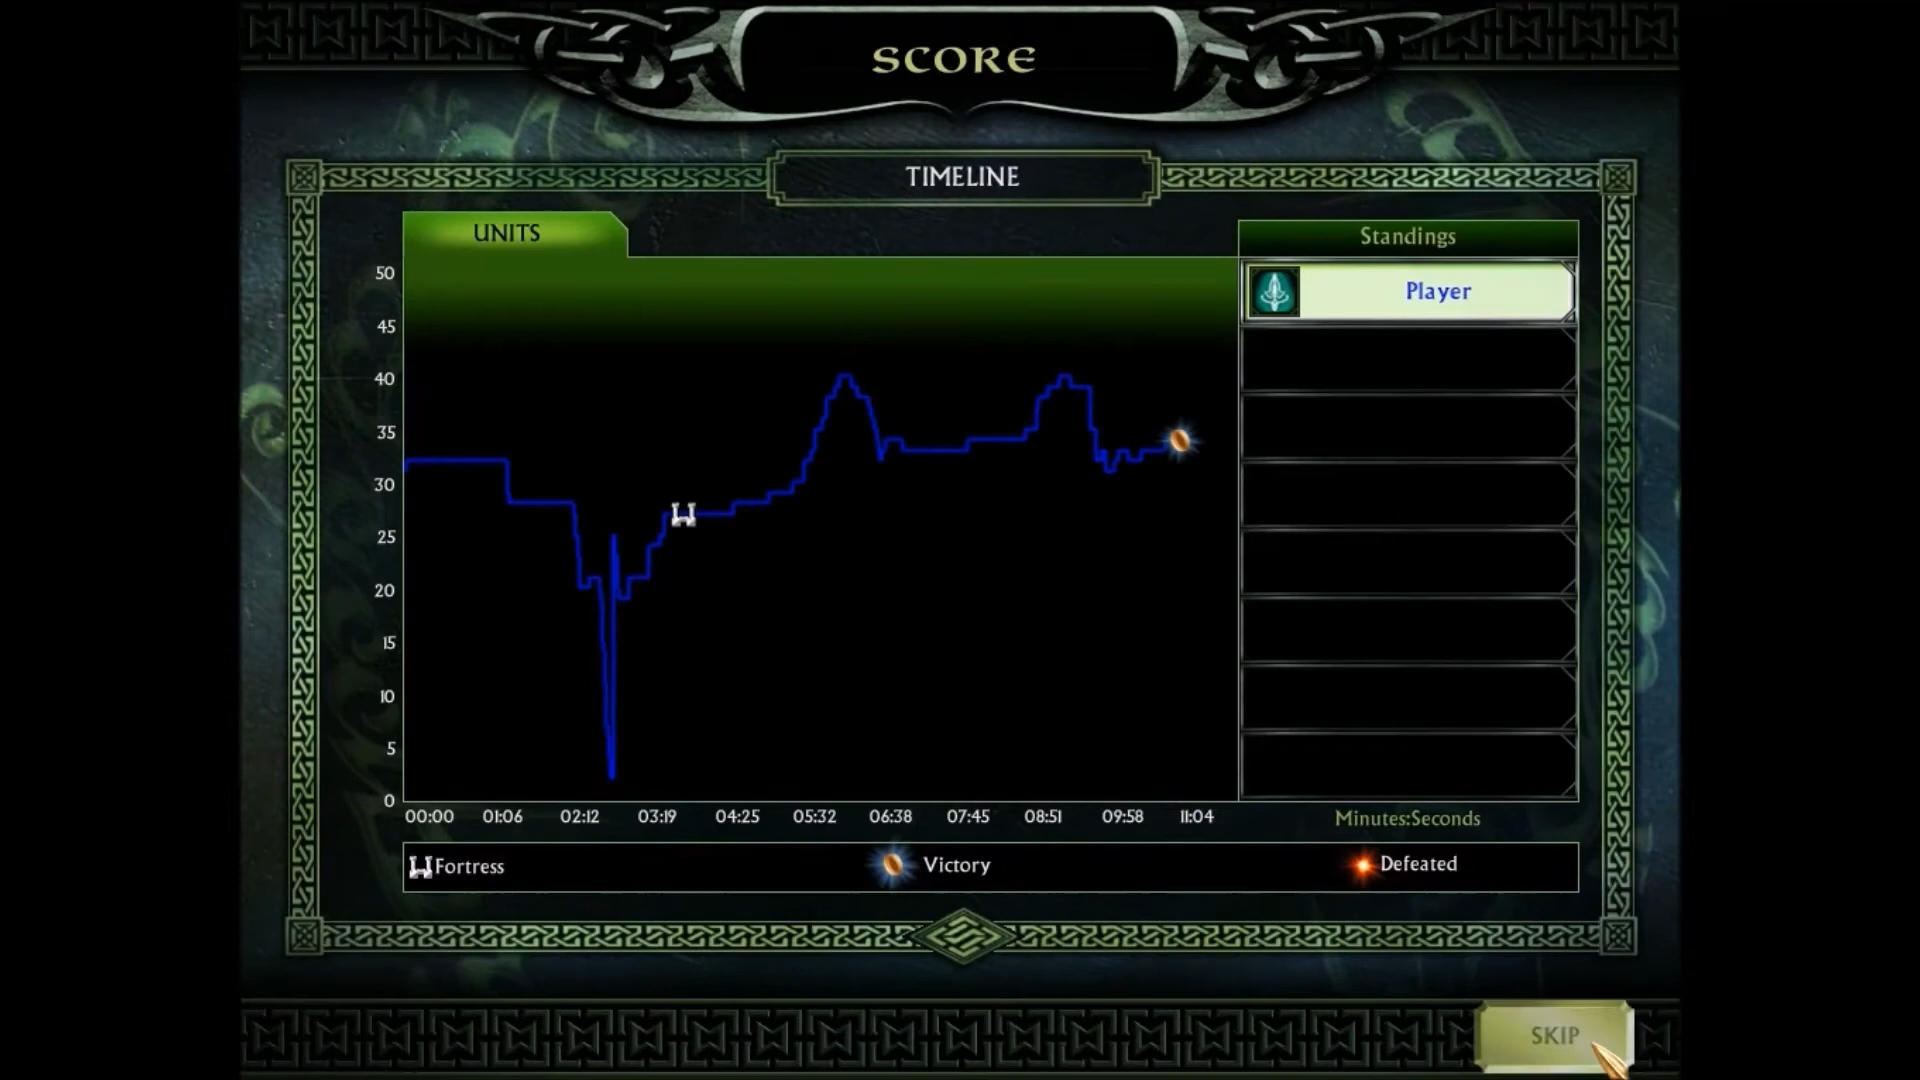 SCORE
TIMELINE
UNITS
Standings
Player
50
45
40
35
30
25
20
15
10
5
0
00:00 01:06 02:12 03:19 04:25 05:32 06:38 07:45 08:51 09:58 11:04
Minutes:Seconds
Fortress Victory Defeated
SKIP